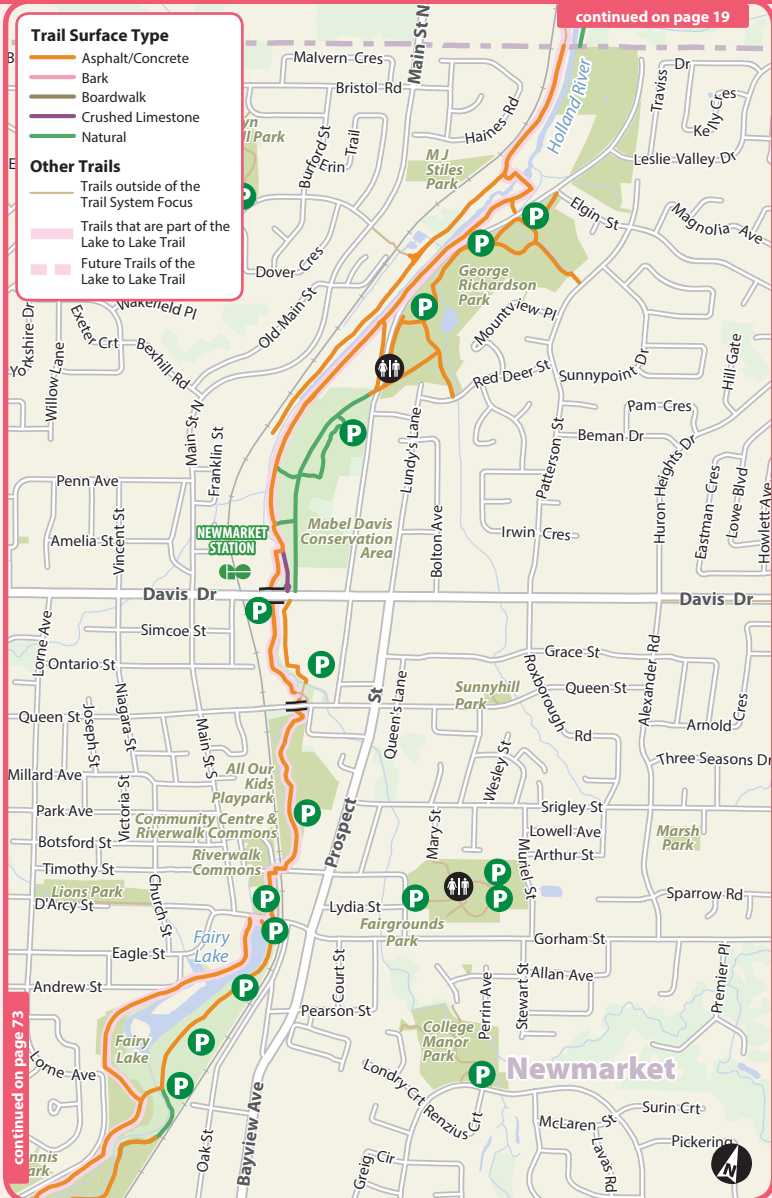 continued on page 19
Trail Surface Type
Asphalt/Concrete
Bark
Boardwalk
Crushed Limestone
Natural
Other Trails
Trails outside of the
Trail System Focus
Trails that are part of the
Lake to Lake Trail
Future Trails of the
Lake to Lake Trail
Malvern Cres
Main St N
Bristol Rd
Haines Rd
Holland River
Traviss Dr
Kelly Cres
Burford St
Erin Trail
M J
Stiles
Park
Leslie Valley Dr
Elgin St
Magnolia Ave
P
P
P
Dover Cres
George
Richardson
Park
Old Main St
P
Mountview Pl
Yorkshire Dr
Wakefield Pl
Exeter Crt
Bexhill Rd
Willow Lane
Red Deer St
Sunnypoint Dr
Hill Gate
Main St N
Franklin St
P
Lundy's Lane
Pam Cres
Beman Dr
Patterson St
Huron Heights Dr
Penn Ave
Eastman Cres
Lowe Blvd
Howlett Ave
Vincent St
Amelia St
NEWMARKET
STATION
Mabel Davis
Conservation
Area
Bolton Ave
Irwin Cres
Davis Dr
Davis Dr
P
Simcoe St
Lorne Ave
Ontario St
P
Grace St
Alexander Rd
Queen's Lane
Sunnyhill
Park
Roxborough Rd
Queen St
Queen St
Joseph St
Niagara St
Main St S
St
Arnold Cres
Wesley St
Three Seasons Dr
Millard Ave
All Our
Kids
Playpark
Park Ave
Victoria St
Community Centre &
Riverwalk Commons
P
Prospect
Mary St
Srigley St
Lowell Ave
Marsh
Park
Botsford St
Riverwalk
Commons
Muriel St
Arthur St
Timothy St
Lions Park
D'Arcy St
Church St
P
P
P
P
Sparrow Rd
Lydia St
Fairgrounds
Park
P
Fairy
Lake
Gorham St
Eagle St
Court St
Allan Ave
Premier Pl
Andrew St
P
Perrin Ave
Stewart St
Pearson St
College
Manor
Park
continued on page 73
Fairy
Lake
P
Lorne Ave
P
P
Newmarket
Londry Crt
Renzius Crt
Bayview Ave
McLaren St
Surin Crt
Oak St
Greig Cir
Lavas Rd
Pickering
N